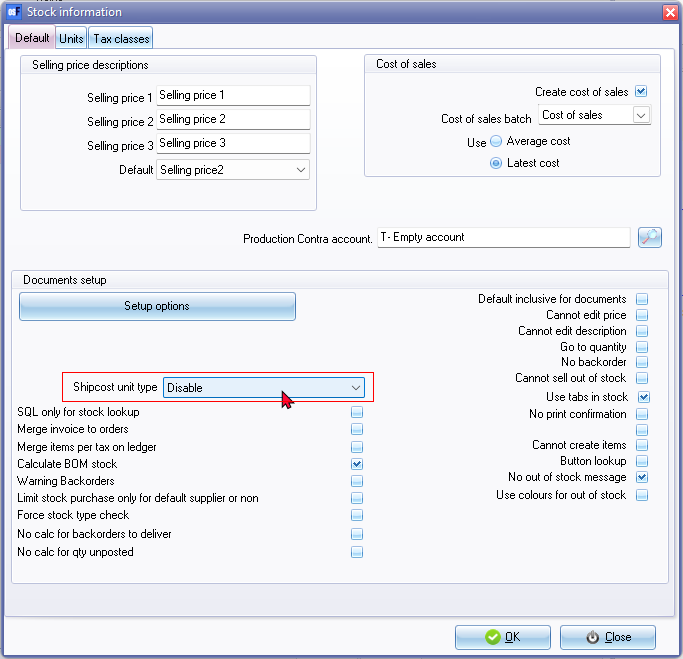 Stock information
Default Units Tax classes
Selling price descriptions
Selling price 1 Selling price 1
Selling price 2 Selling price 2
Selling price 3 Selling price 3
Default Selling price2
Cost of sales
Create cost of sales
Cost of sales batch Cost of sales
Use Average cost
Latest cost
Production Contra account. T- Empty account
Documents setup
Setup options
Shipcost unit type Disable
SQL only for stock lookup
Merge invoice to orders
Merge items per tax on ledger
Calculate BOM stock
Warning Backorders
Limit stock purchase only for default supplier or non
Force stock type check
No calc for backorders to deliver
No calc for qty unposted
Default inclusive for documents
Cannot edit price
Cannot edit description
Go to quantity
No backorder
Cannot sell out of stock
Use tabs in stock
No print confirmation
Cannot create items
Button lookup
No out of stock message
Use colours for out of stock
OK Close